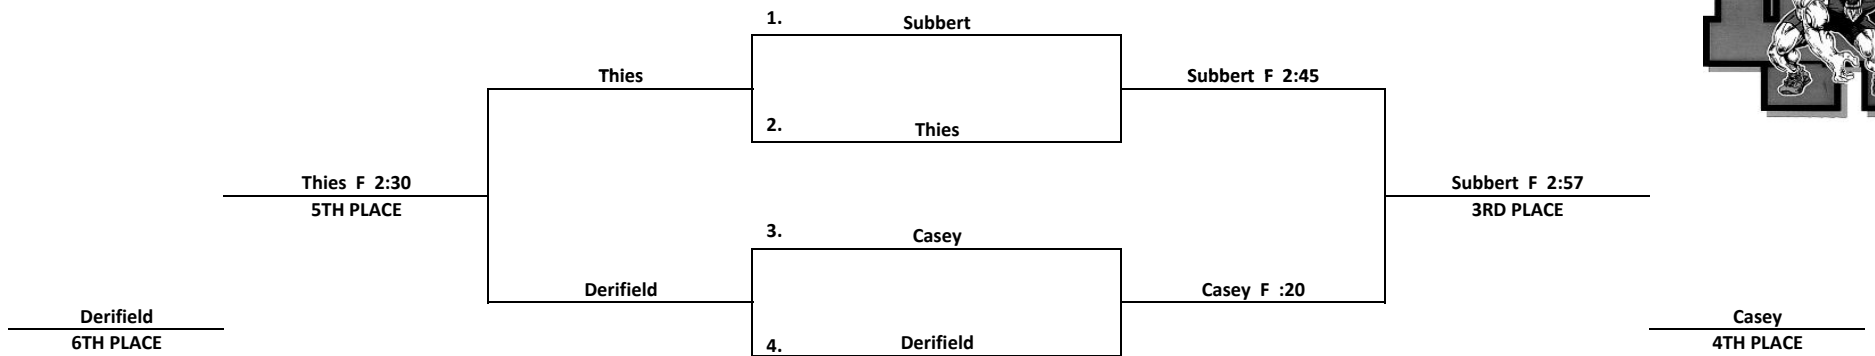 1. Subbert
Thies
Subbert F 2:45
2. Thies
Thies F 2:30
5TH PLACE
Subbert F 2:57
3RD PLACE
3. Casey
Derifield
Casey F :20
Derifield
6TH PLACE
Casey
4TH PLACE
4. Derifield